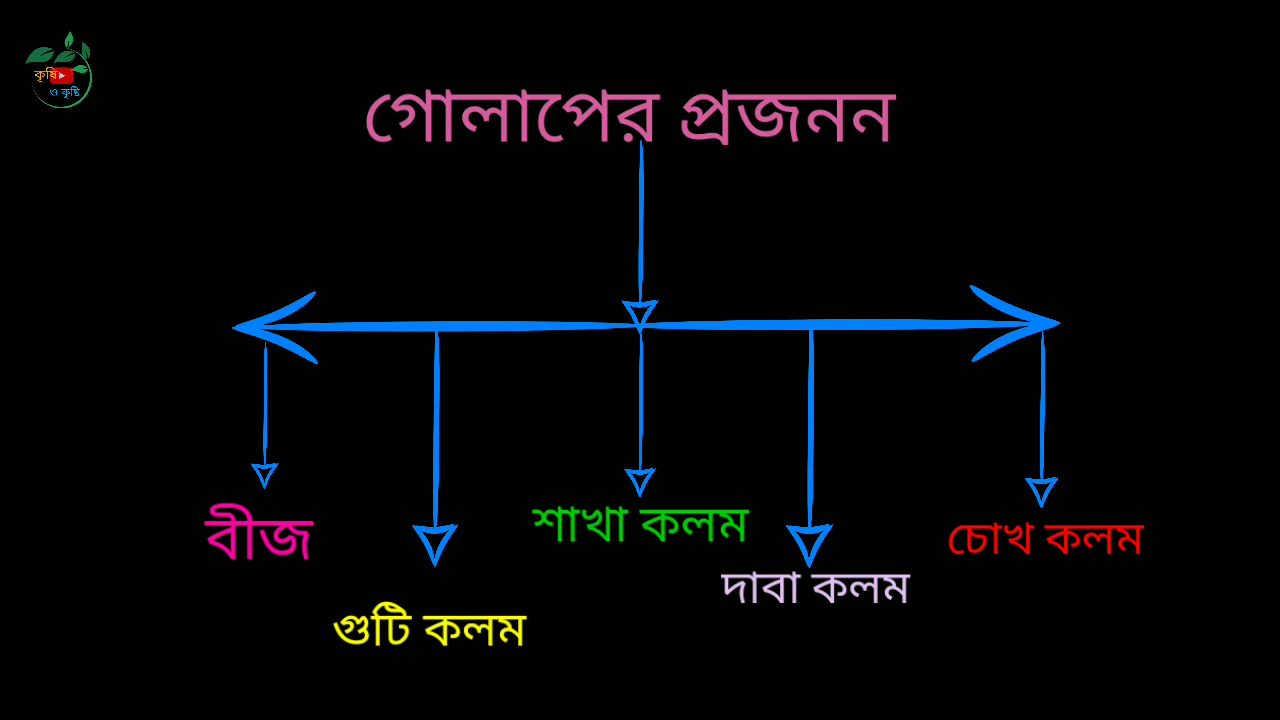 কৃষি
ও কৃষ্টি
গোলাপের প্রজনন
বীজ
গুটি কলম
শাখা কলম
দাবা কলম
চোখ কলম